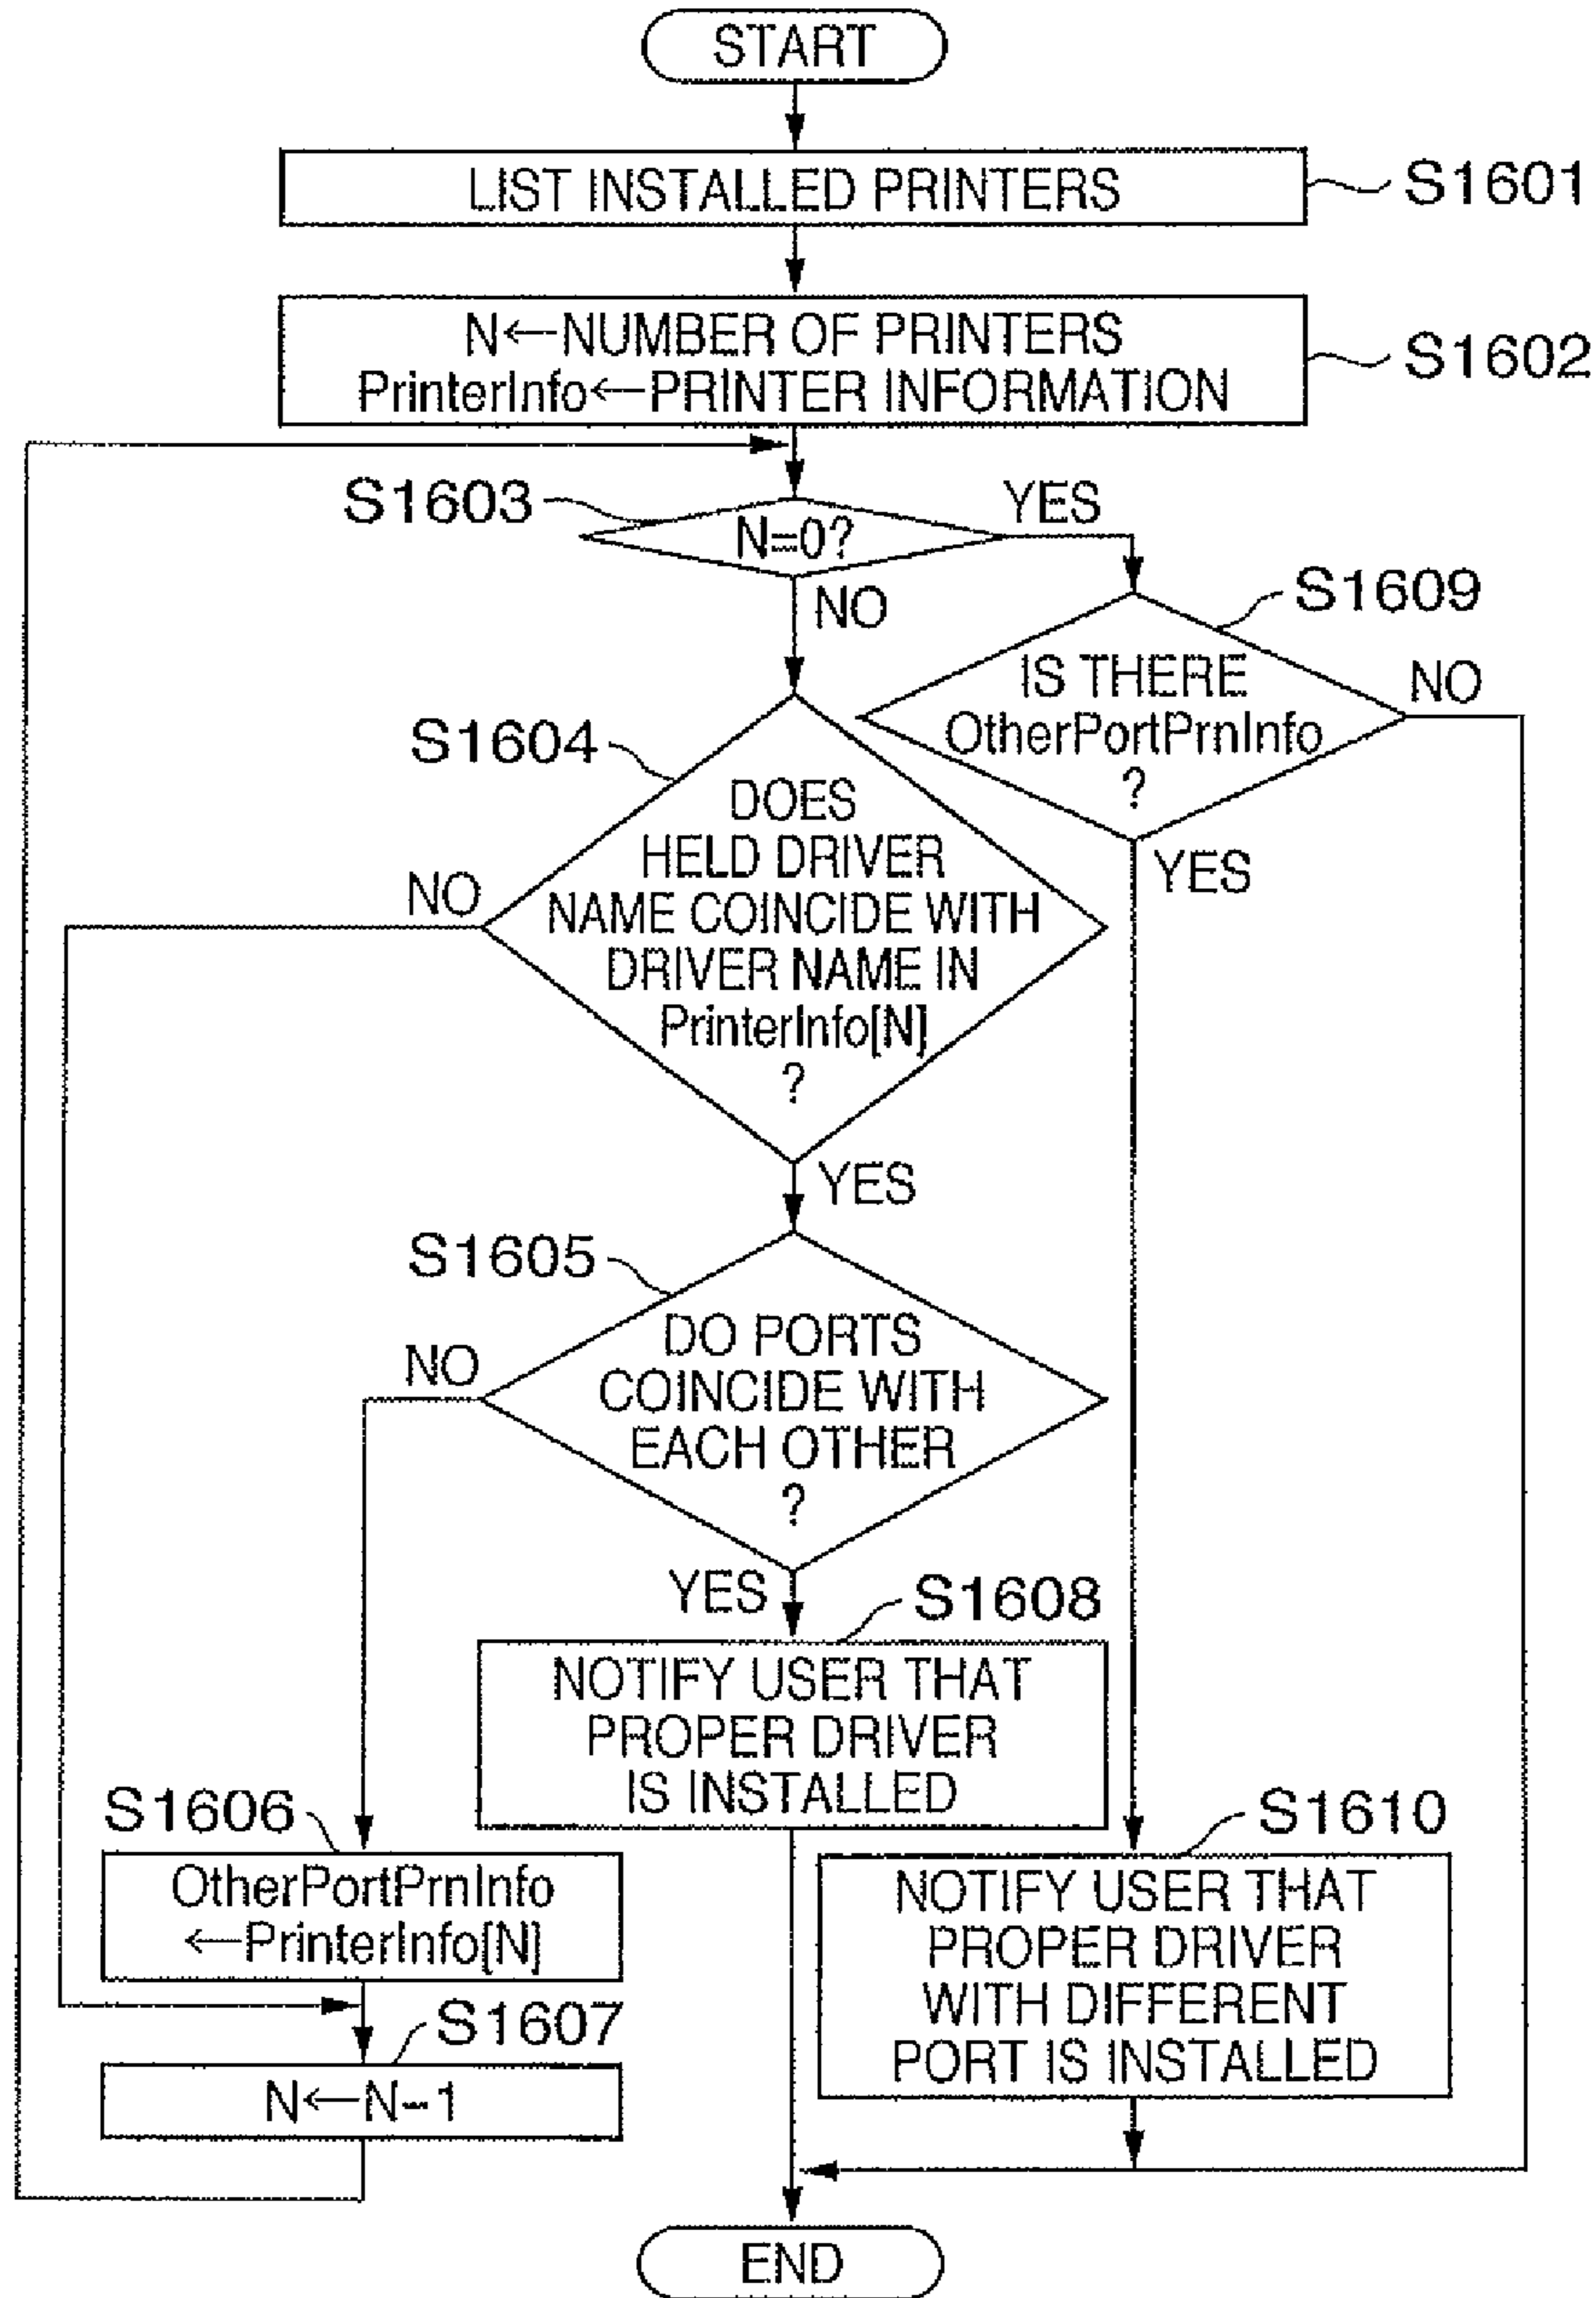 START
LIST INSTALLED PRINTERS
S1601
N←NUMBER OF PRINTERS
PrinterInfo←PRINTER INFORMATION
S1602
S1603
N=0?
YES
NO
S1609
IS THERE
OtherPortPrnInfo
?
NO
YES
S1604
DOES
HELD DRIVER
NAME COINCIDE WITH
DRIVER NAME IN
PrinterInfo[N]
?
NO
YES
S1605
DO PORTS
COINCIDE WITH
EACH OTHER
?
NO
YES
S1608
NOTIFY USER THAT
PROPER DRIVER
IS INSTALLED
S1606
OtherPortPrnInfo
←PrinterInfo[N]
S1610
NOTIFY USER THAT
PROPER DRIVER
WITH DIFFERENT
PORT IS INSTALLED
S1607
N←N-1
END